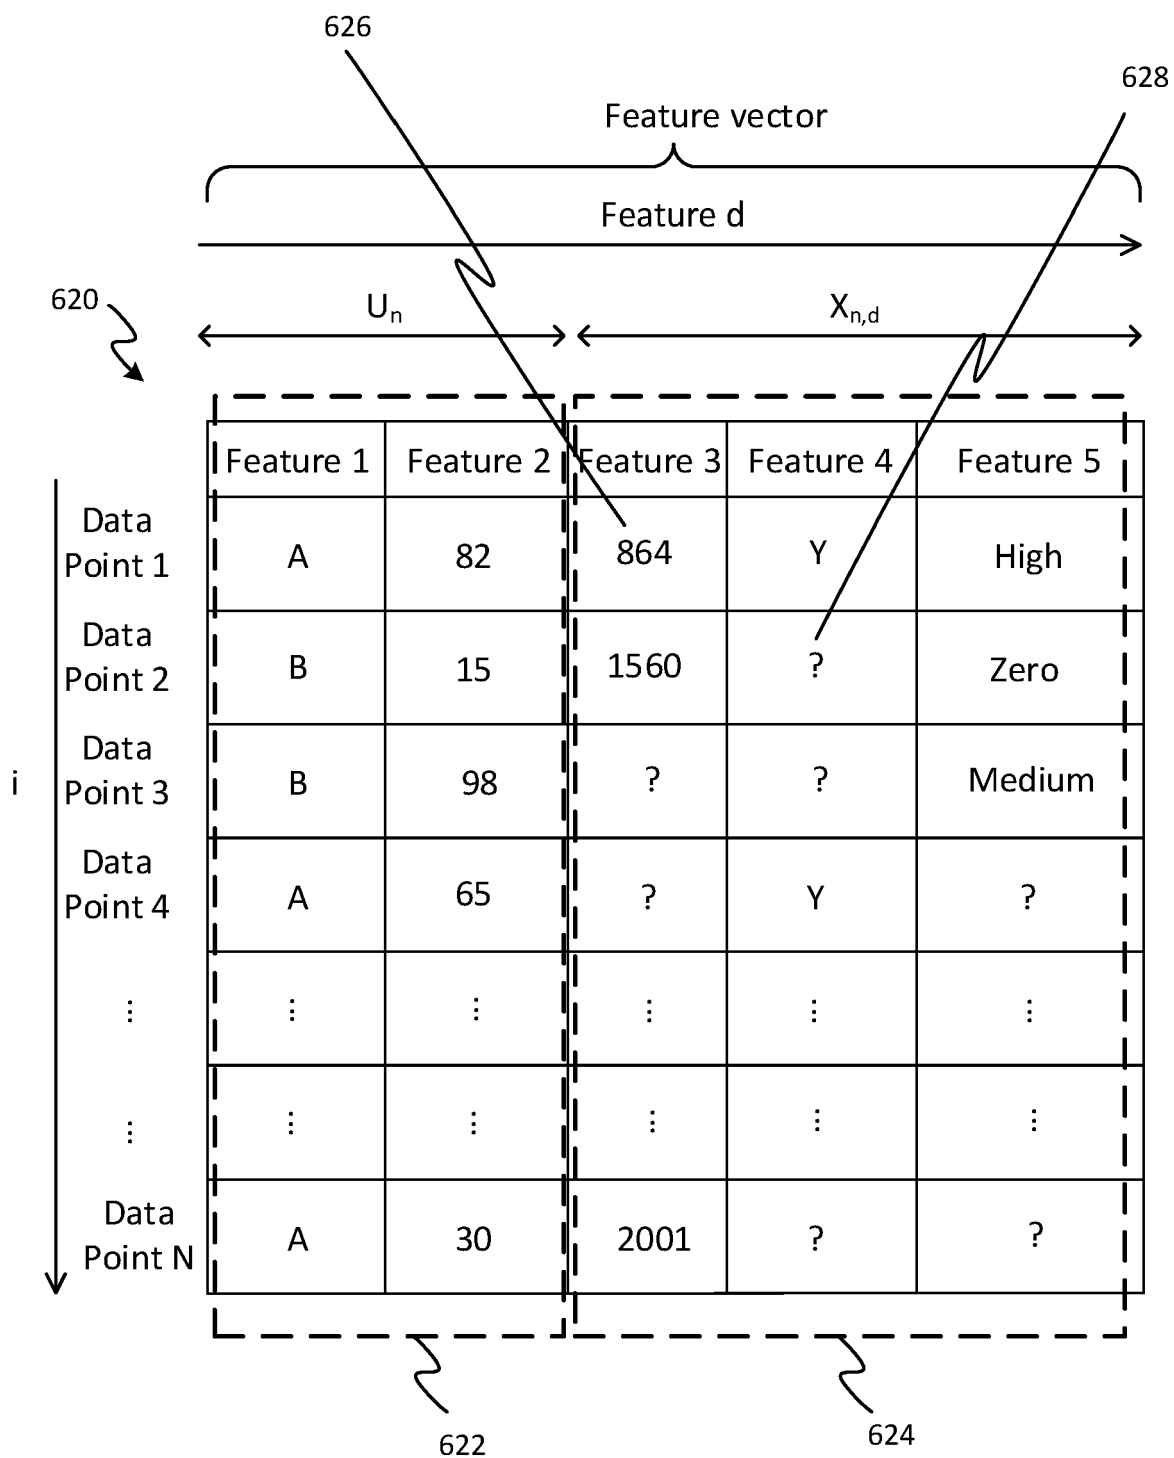 626
628
Feature vector
Feature d
620
Un
Xn,d
Feature 1 Feature 2 Feature 3 Feature 4 Feature 5
Data
Point 1
A 82 864 Y High
Data
Point 2
B 15 1560 ? Zero
i
Data
Point 3
B 98 ? ? Medium
Data
Point 4
A 65 ? Y ?
⋮ ⋮ ⋮ ⋮ ⋮ ⋮
⋮ ⋮ ⋮ ⋮ ⋮ ⋮
Data
Point N
A 30 2001 ? ?
622
624